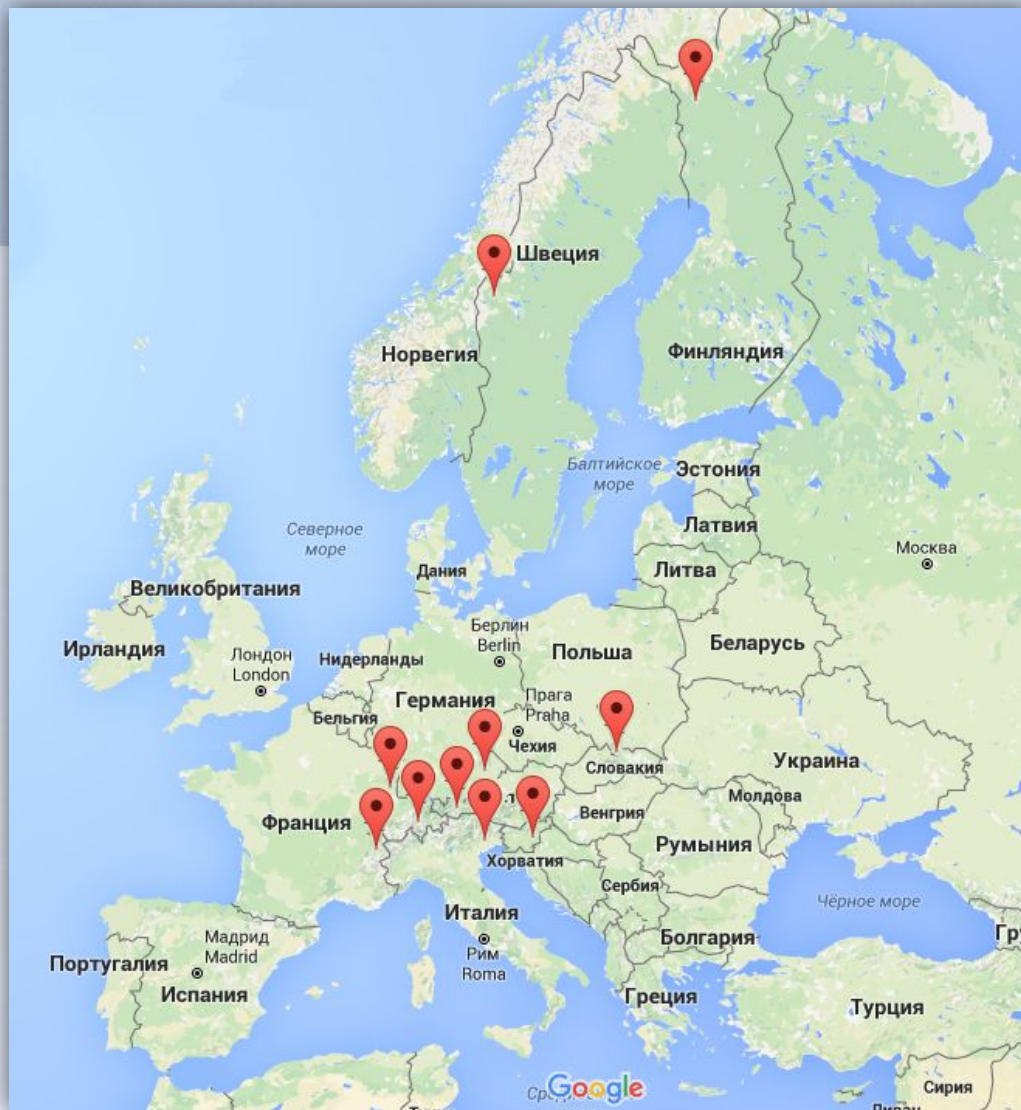 Швеция
Норвегия
Финляндия
Балтийское
море
Эстония
Северное
море
Латвия
Москва
Дания
Литва
Великобритания
Берлин
Berlin
Беларусь
Ирландия
Лондон
London
Нидерланды
Польша
Германия
Прага
Praha
Бельгия
Чехия
Словакия
Украина
Молдова
Венгрия
Франция
Румыния
Хорватия
Сербия
Чёрное море
Италия
Мадрид
Madrid
Болгария
Рим
Roma
Португалия
Испания
Греция
Турция
Google
Сирия